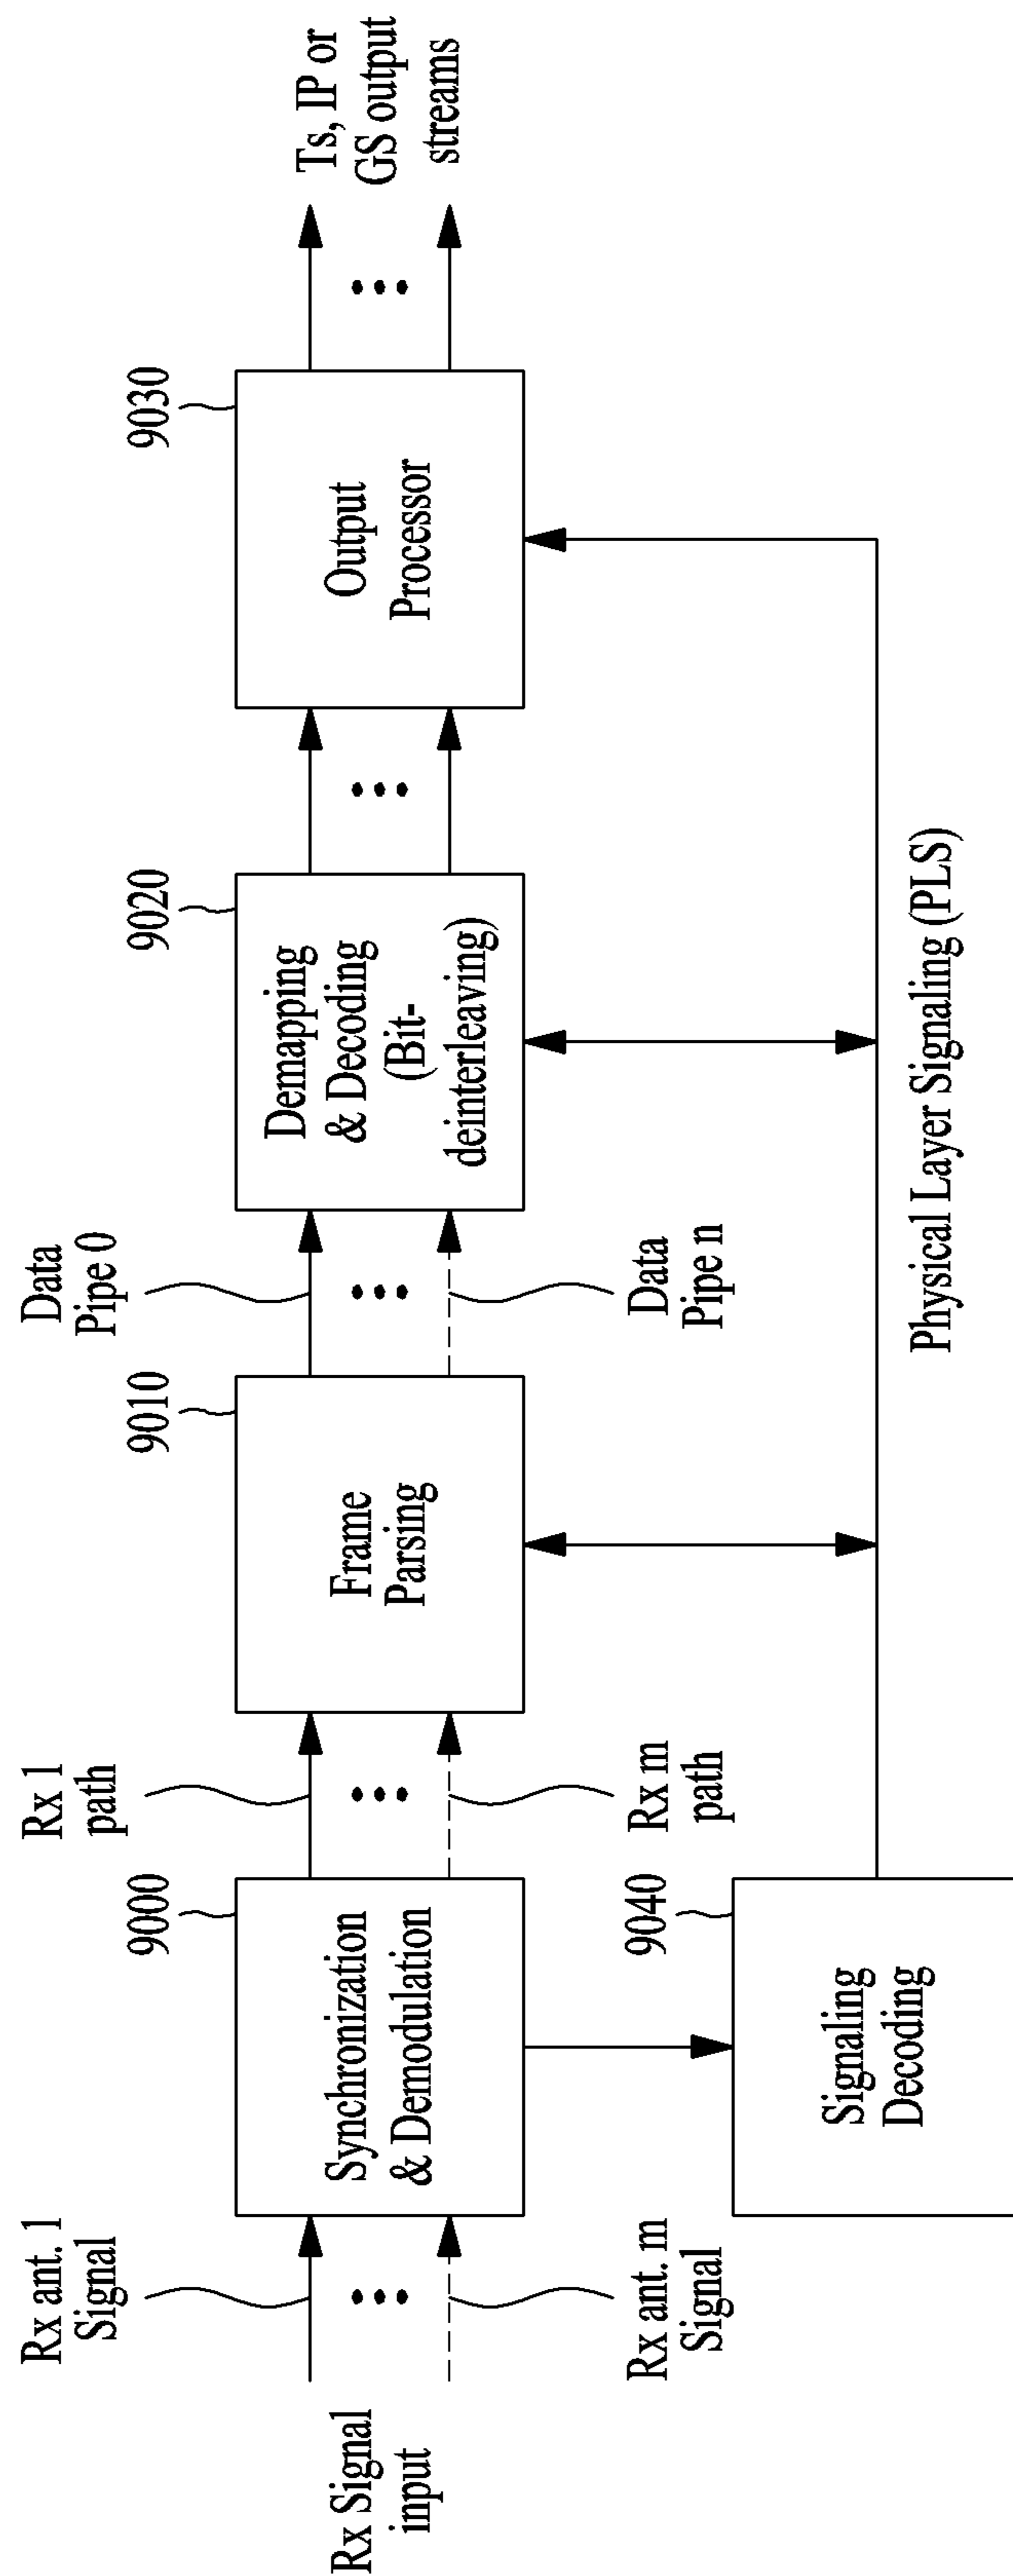 Rx Signal
input
Rx ant. 1
Signal
Rx ant. m
Signal
9000
Synchronization
& Demodulation
Rx 1
path
Rx m
path
9010
Frame
Parsing
Data
Pipe 0
Data
Pipe n
9020
Demapping
& Decoding
(Bit-
deinterleaving)
9030
Output
Processor
Ts, IP or
GS output
streams
9040
Signaling
Decoding
Physical Layer Signaling (PLS)